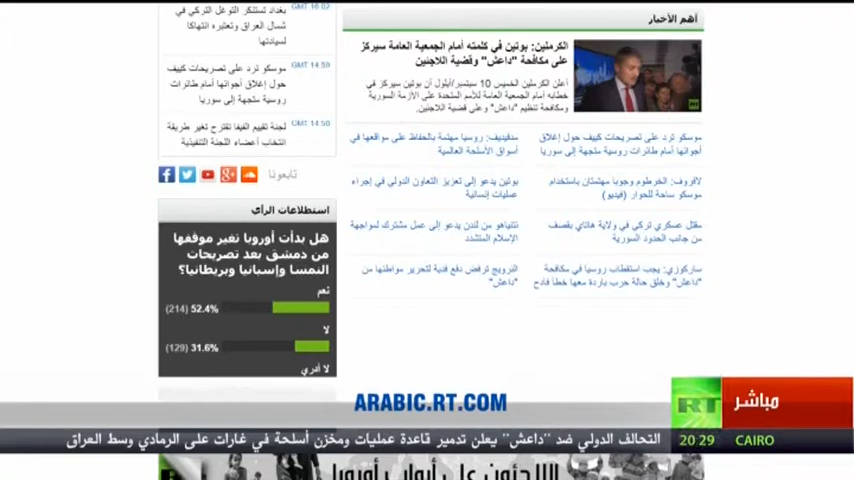 أهم الأخبار
الكرملين: بوتين في كلمته أمام الجمعية العامة سيركز
على مكافحة "داعش" وقضية اللاجئين
أعلن الكرملين الخميس 10 سبتمبر/أيلول أن بوتين سيركز في
خطابه أمام الجمعية العامة للأمم المتحدة على الأزمة السورية
ومكافحة تنظيم "داعش" وعلى قضية اللاجئين.
موسكو ترد على تصريحات كييف حول إغلاق
أجوائها أمام طائرات روسية متجهة إلى سوريا
مدفيديف: روسيا مهتمة بالحفاظ على مواقعها في
أسواق الأسلحة العالمية
لافروف: الخرطوم وجوبا مهتمتان باستخدام
موسكو ساحة للحوار (فيديو)
بوتين يدعو إلى تعزيز التعاون الدولي في إجراء
عمليات إنسانية
مقتل عسكري تركي في ولاية هاتاي بقصف
من جانب الحدود السورية
نتنياهو من لندن يدعو إلى عمل مشترك لمواجهة
الإسلام المتشدد
ساركوزي: يجب استقطاب روسيا في مكافحة
"داعش" وخلق حالة حرب باردة معها خطأ فادح
النرويج ترفض دفع فدية لتحرير مواطنها من
"داعش"
GMT 16:02
بغداد تستنكر التوغل التركي في
شمال العراق وتعتبره انتهاكا
لسيادتها
GMT 14:59
موسكو ترد على تصريحات كييف
حول إغلاق أجوائها أمام طائرات
روسية متجهة إلى سوريا
GMT 14:50
لجنة تقييم الفيفا تقترح تغير طريقة
انتخاب أعضاء اللجنة التنفيذية
تابعونا
استطلاعات الرأي
هل بدأت أوروبا تغير موقفها
من دمشق بعد تصريحات
النمسا وإسبانيا وبريطانيا؟
نعم
(214) 52.4%
لا
(129) 31.6%
لا أدري
ARABIC.RT.COM
RT
مباشر
التحالف الدولي ضد "داعش" يعلن تدمير قاعدة عمليات ومخزن أسلحة في غارات على الرمادي وسط العراق
20:29 CAIRO
اللاجئون على أبواب أوروبا